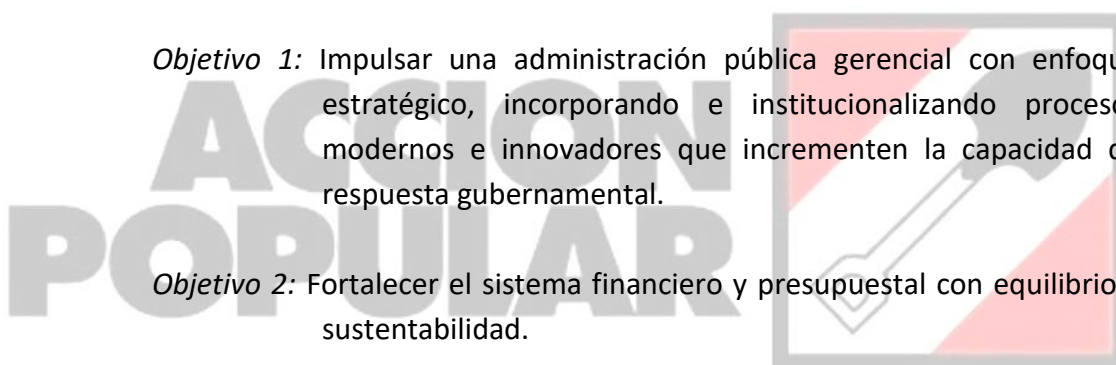 Objetivo 1: Impulsar una administración pública gerencial con enfoqu
estratégico, incorporando e institucionalizando proceso
modernos e innovadores que incrementen la capacidad d
respuesta gubernamental.
Objetivo 2: Fortalecer el sistema financiero y presupuestal con equilibrio
sustentabilidad.
ACCION
POPULAR